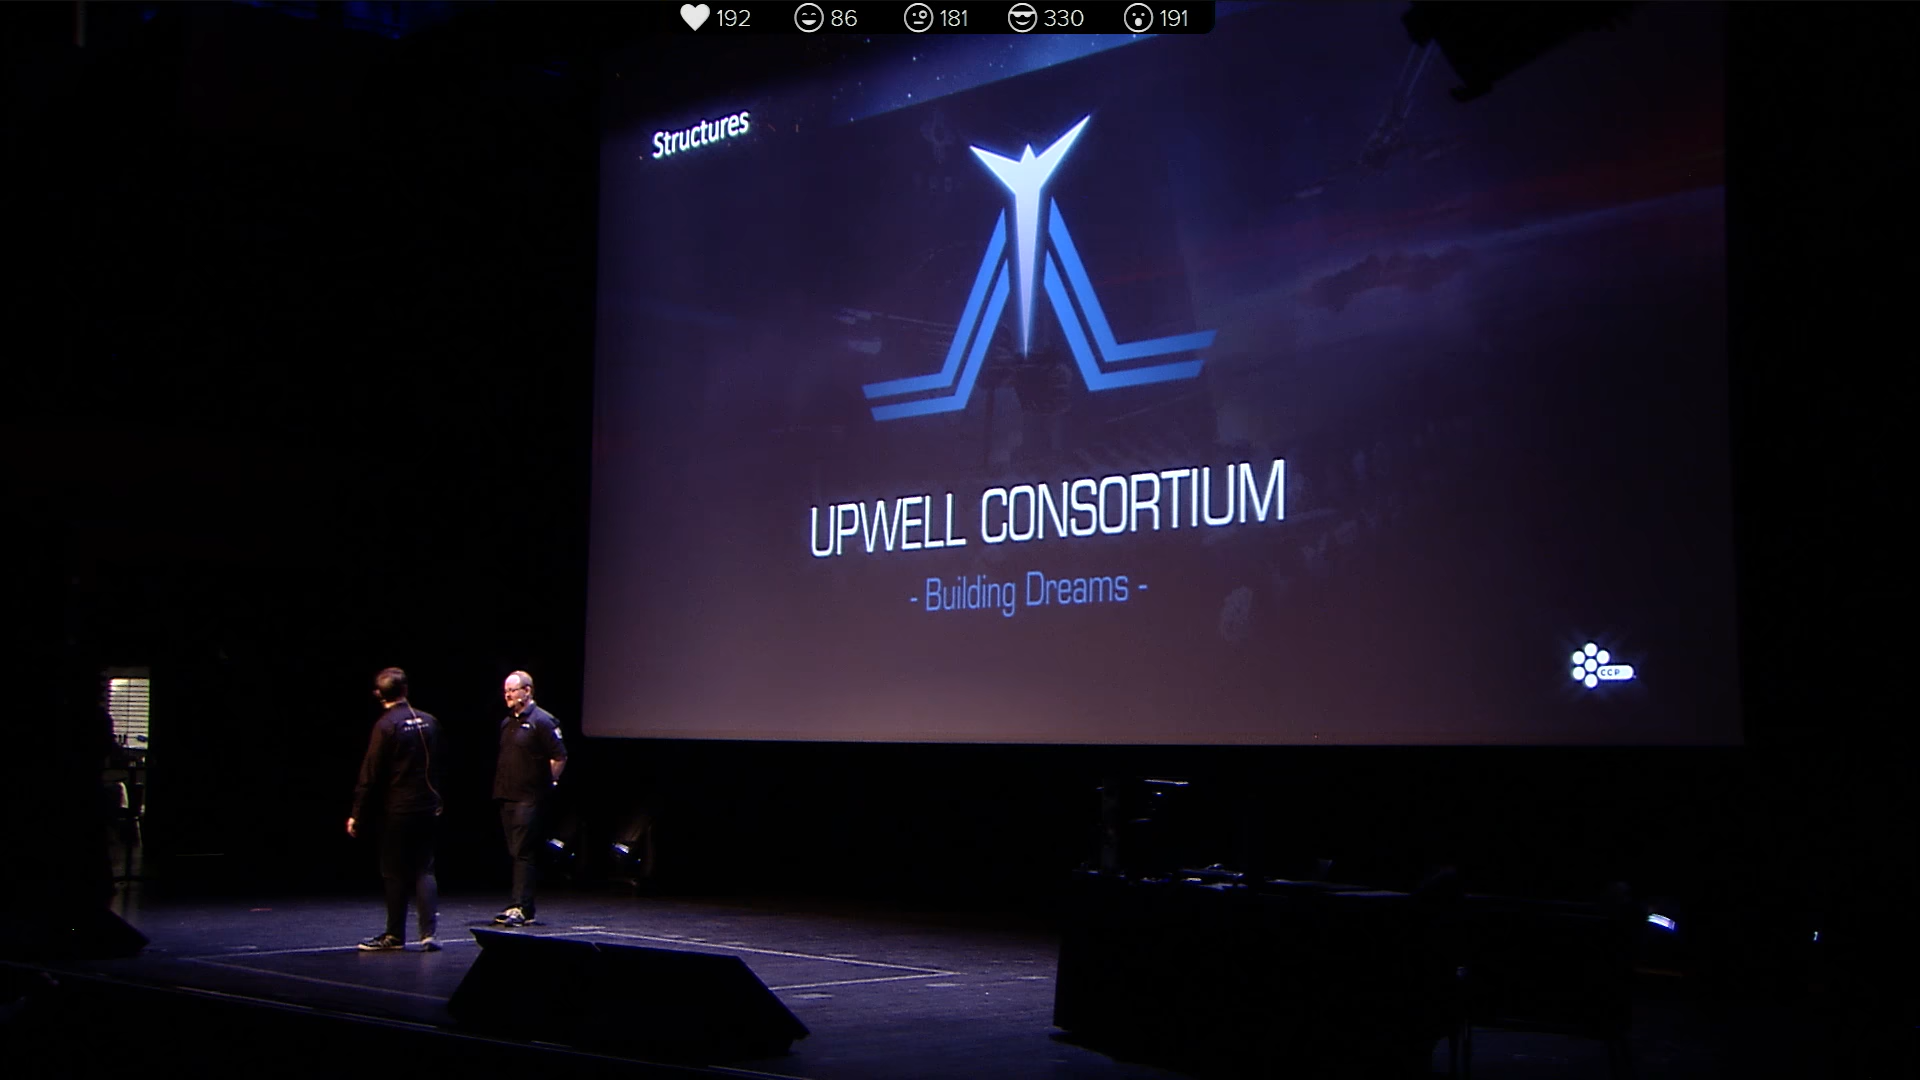 192 86 181 330 191
Structures
UPWELL CONSORTIUM
- Building Dreams -
CCP